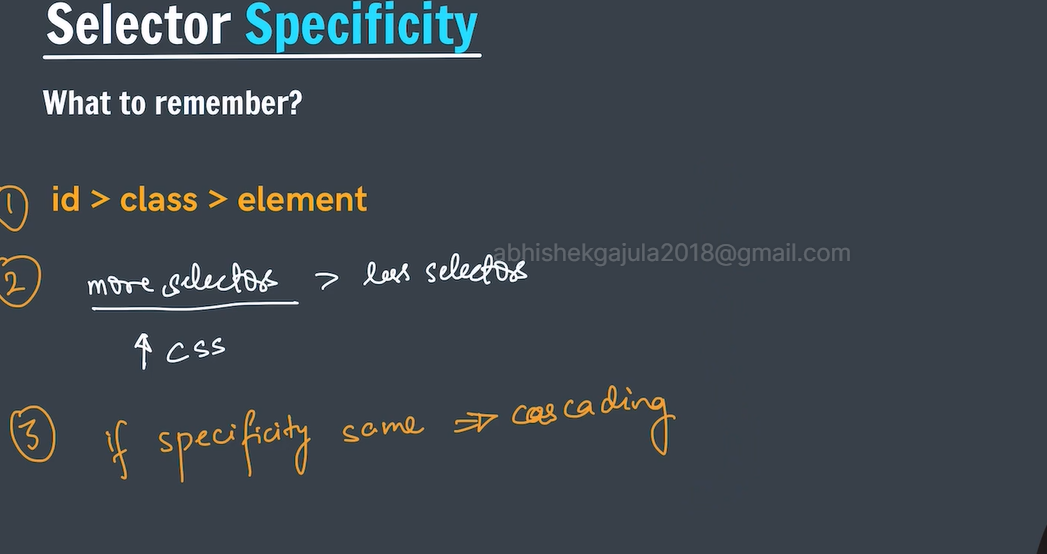 Selector Specificity
What to remember?
① id > class > element
abhishekgajula2018@gmail.com
② more selectors > less selectors
↑ CSS
③ if specificity same ⇒ cascading